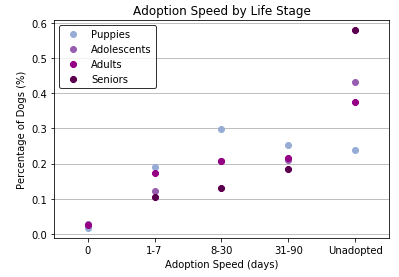 Adoption Speed by Life Stage
Percentage of Dogs (%)
0.6
0.5
0.4
0.3
0.2
0.1
0.0
Puppies
Adolescents
Adults
Seniors
0 1-7 8-30 31-90 Unadopted
Adoption Speed (days)